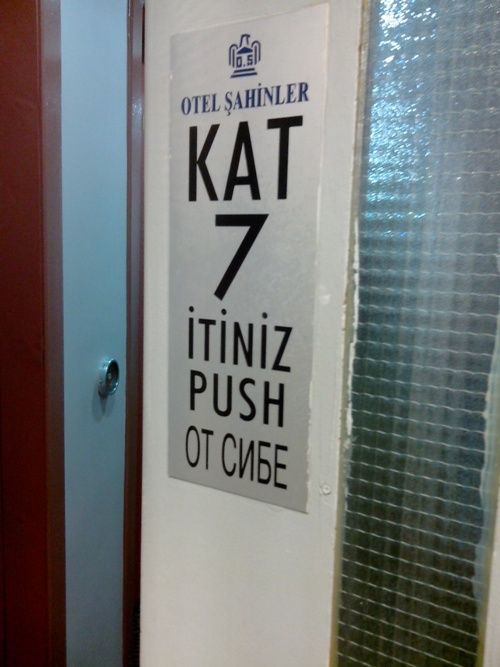 O.S
OTEL ŞAHİNLER
KAT
7
İTİNİZ
PUSH
ОТ СИБЕ